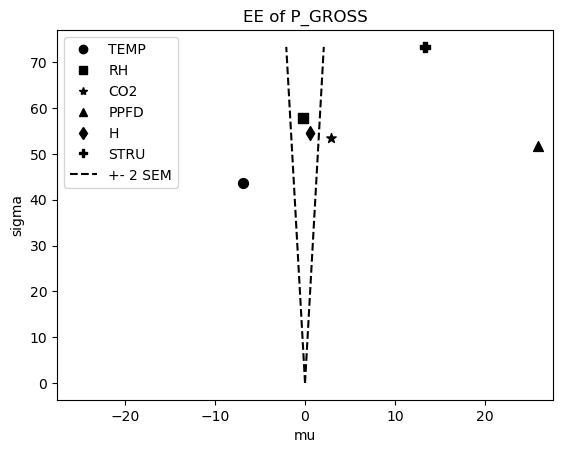 EE of P_GROSS
TEMP
RH
CO2
PPFD
H
STRU
+- 2 SEM
70
60
50
40
30
20
10
0
sigma
−20
−10
0
10
20
mu